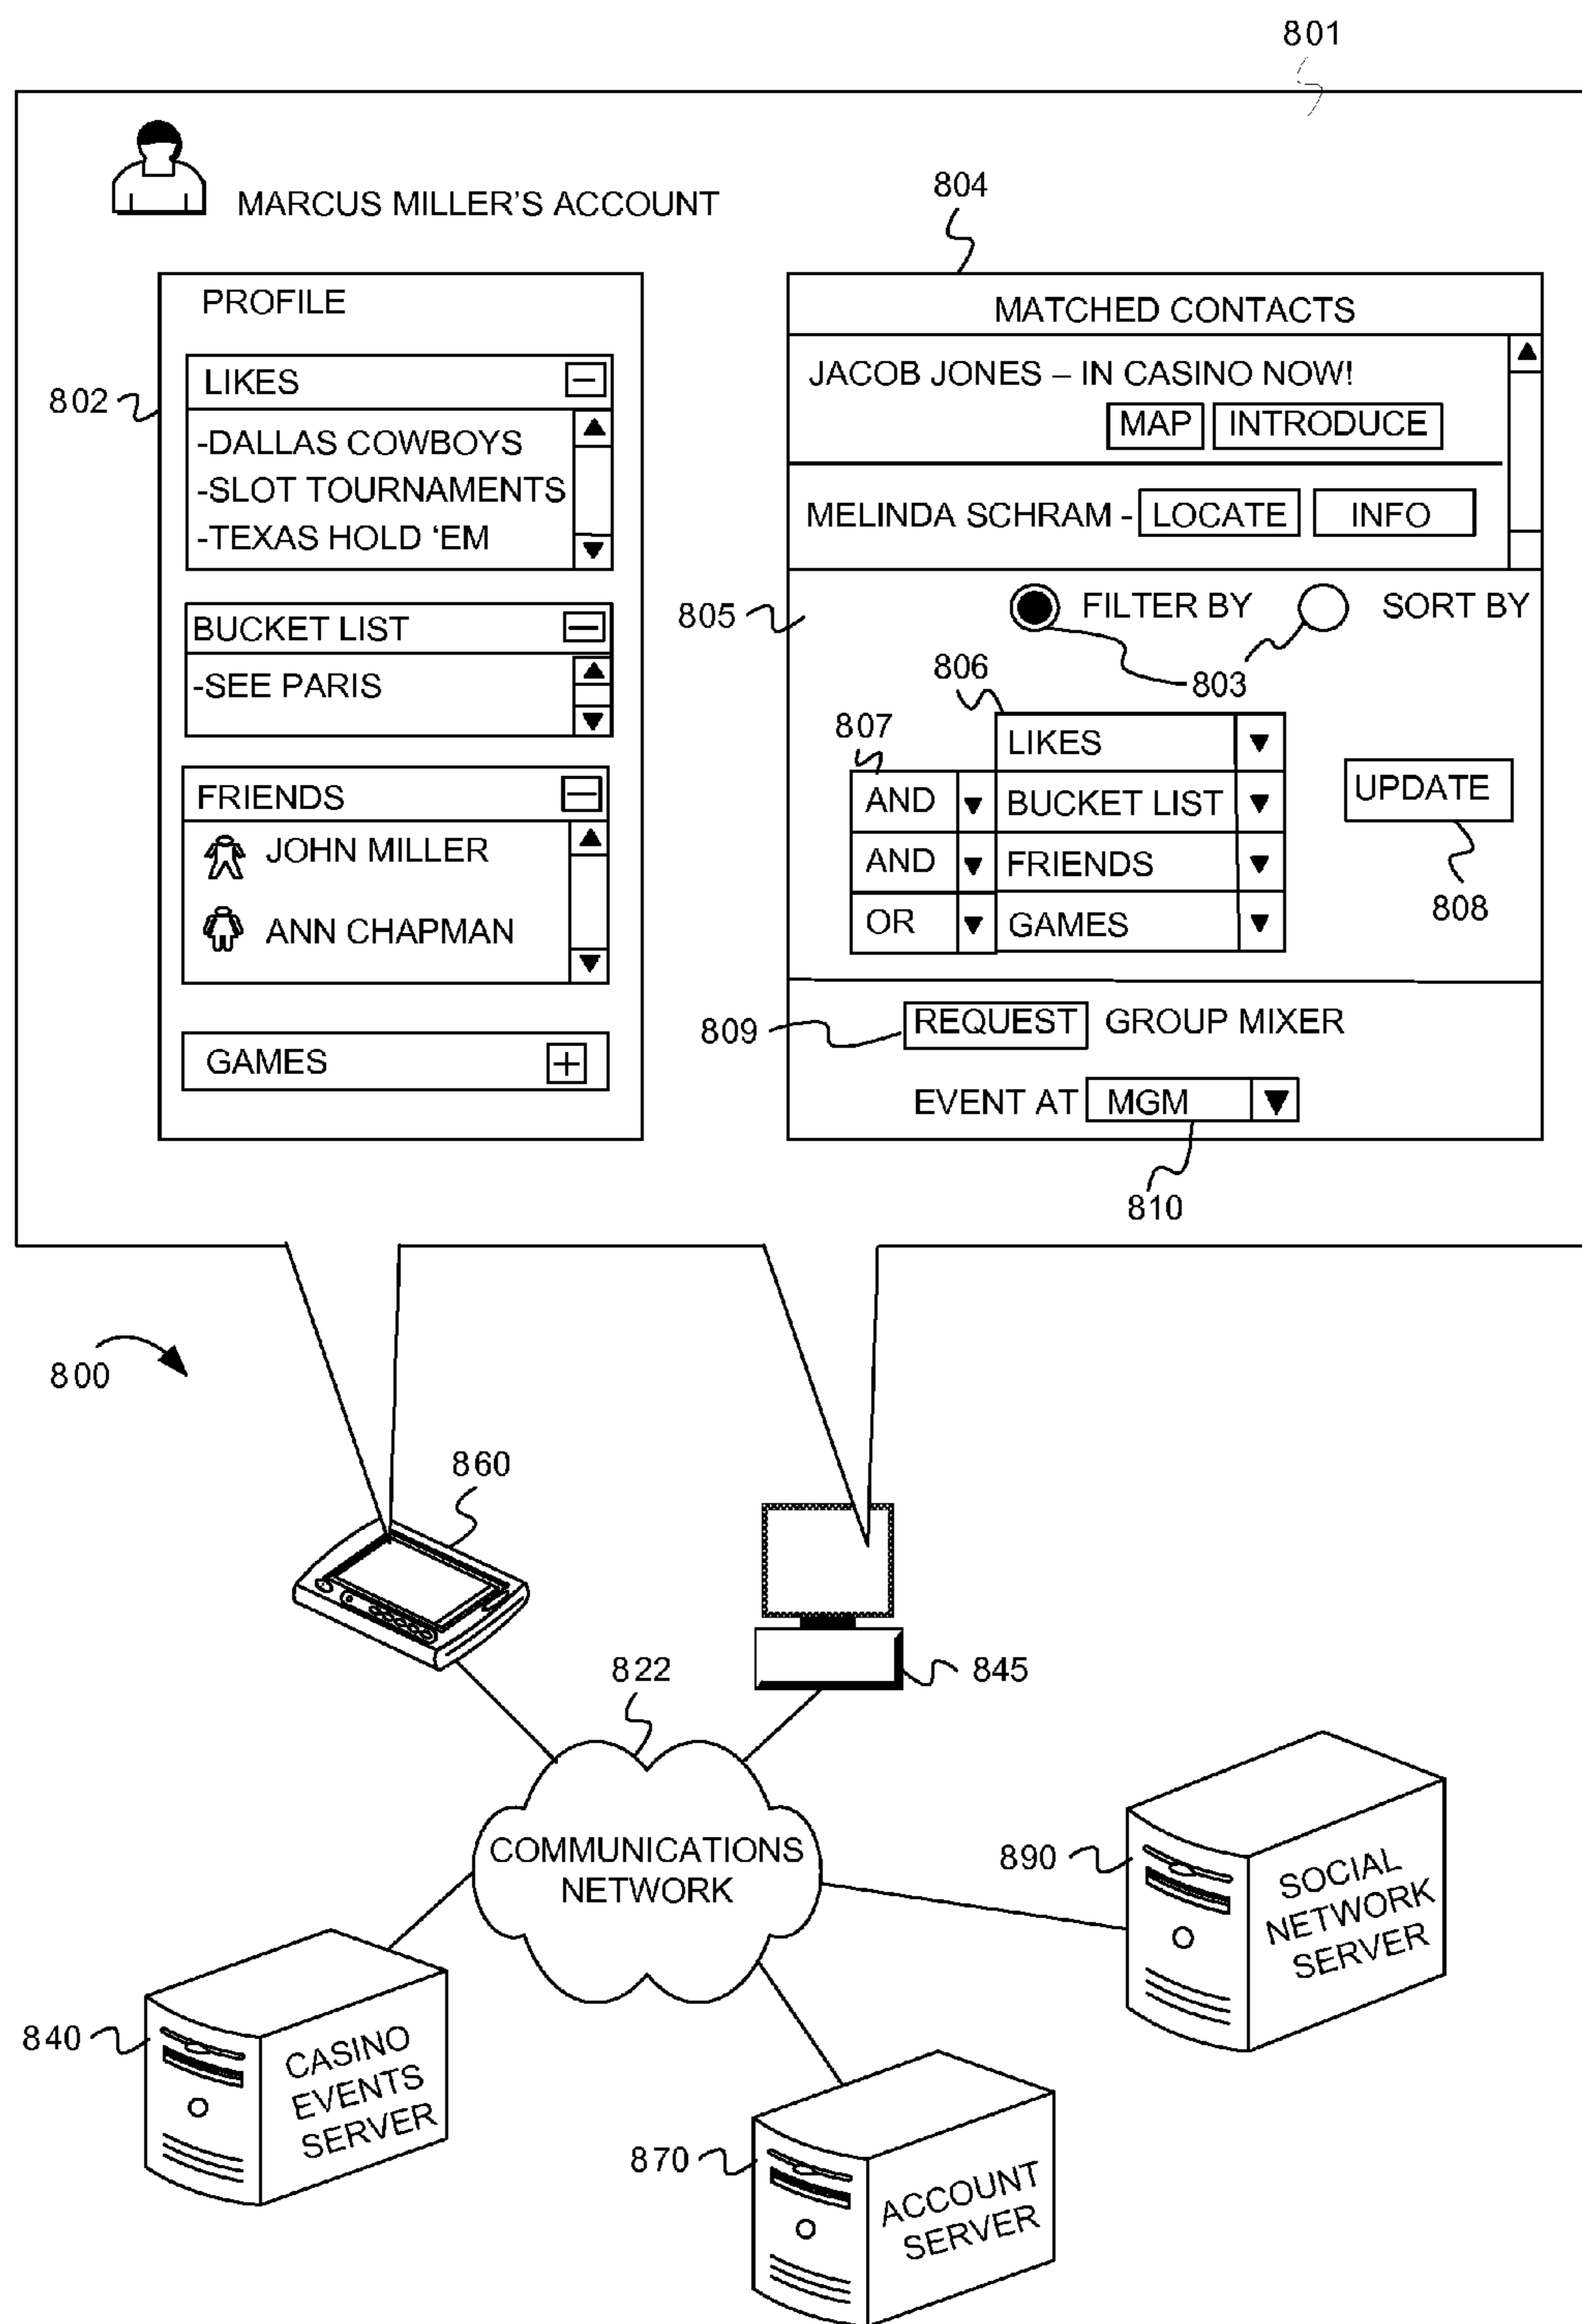 801
MARCUS MILLER'S ACCOUNT
802
PROFILE
LIKES
-DALLAS COWBOYS
-SLOT TOURNAMENTS
-TEXAS HOLD 'EM
BUCKET LIST
-SEE PARIS
FRIENDS
JOHN MILLER
ANN CHAPMAN
GAMES
804
MATCHED CONTACTS
JACOB JONES – IN CASINO NOW!
MAP INTRODUCE
MELINDA SCHRAM - LOCATE INFO
805
FILTER BY SORT BY
803
806
807
LIKES
AND BUCKET LIST
AND FRIENDS
OR GAMES
UPDATE
808
809
REQUEST GROUP MIXER
EVENT AT MGM
810
800
860
845
822
COMMUNICATIONS
NETWORK
890
SOCIAL
NETWORK
SERVER
840
CASINO
EVENTS
SERVER
870
ACCOUNT
SERVER